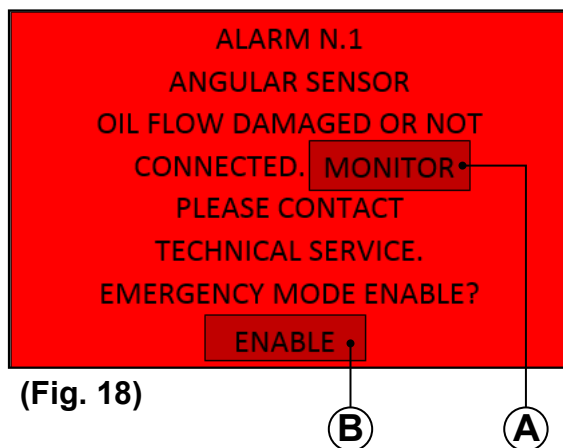 ALARM N.1
ANGULAR SENSOR
OIL FLOW DAMAGED OR NOT
CONNECTED. MONITOR
PLEASE CONTACT
TECHNICAL SERVICE.
EMERGENCY MODE ENABLE?
ENABLE
(Fig. 18)
B A